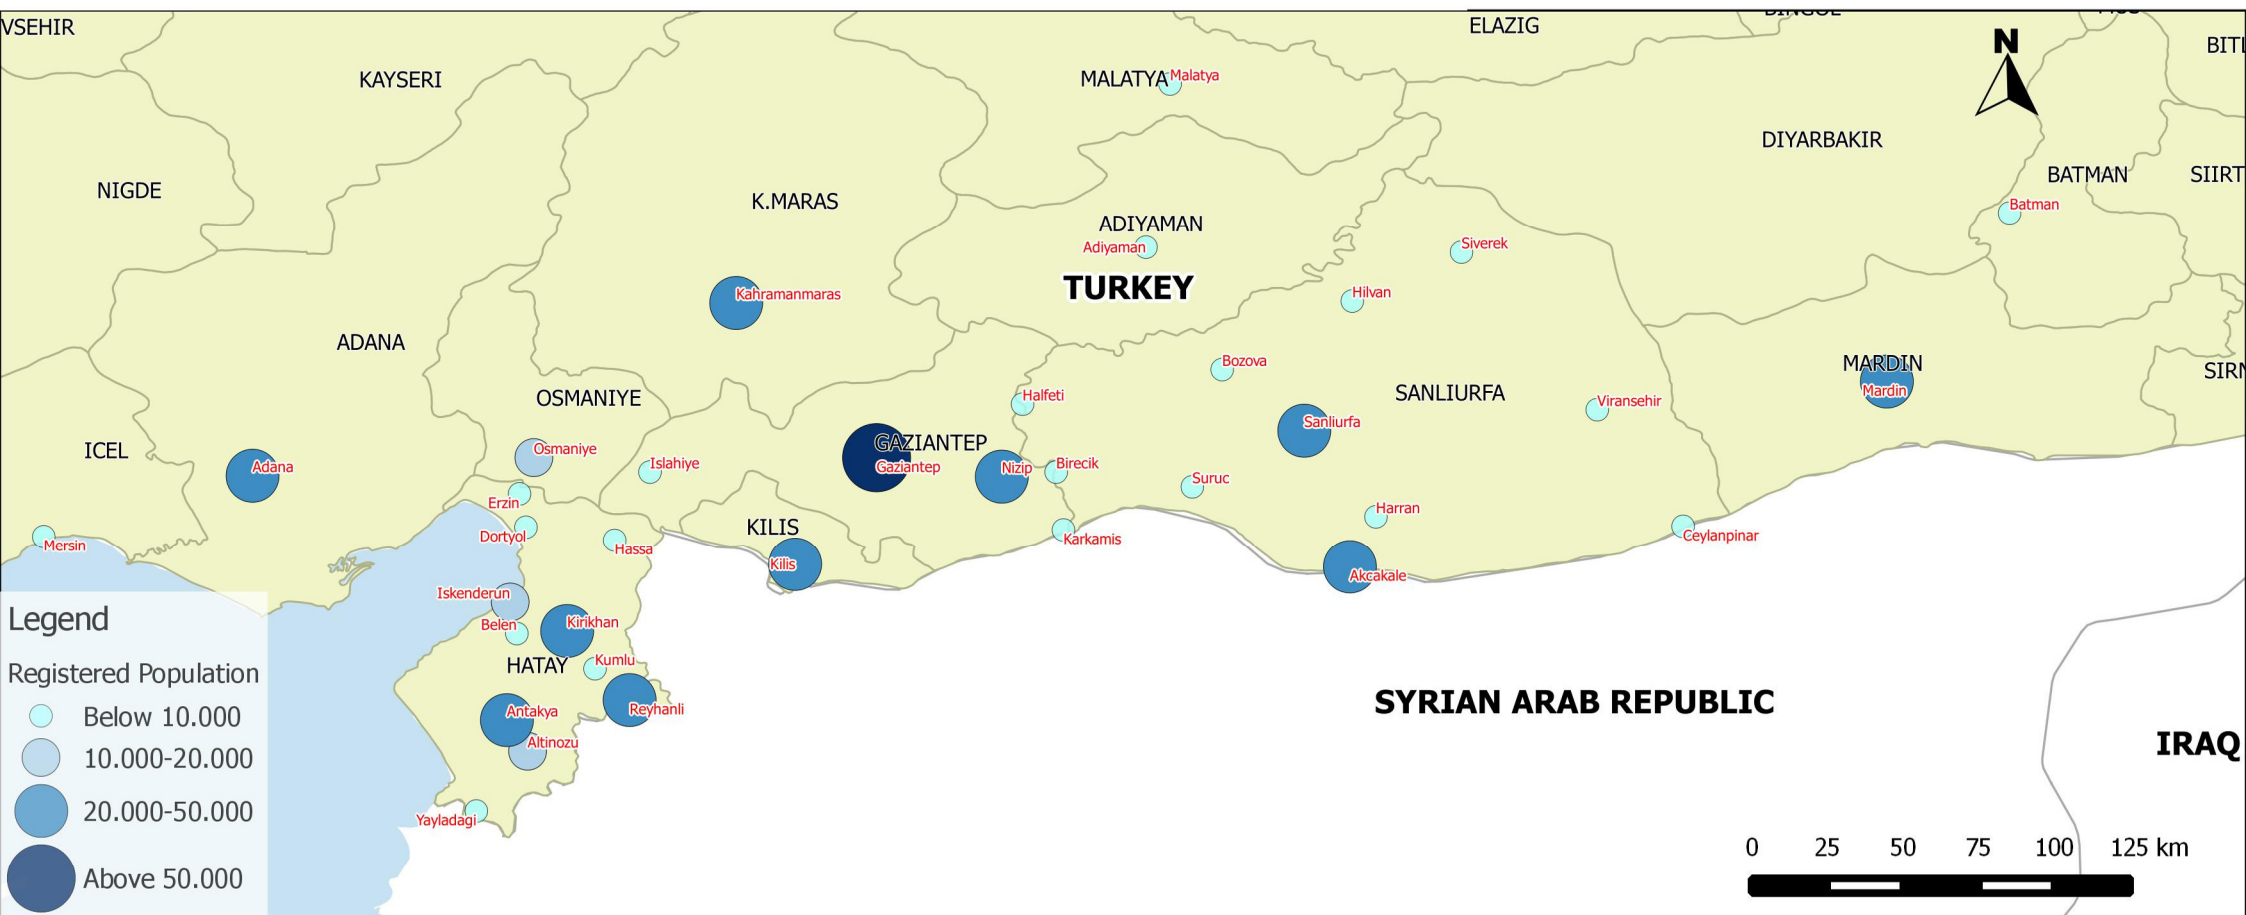 VSEHIR
ELAZIG
BITL
KAYSERI
MALATYA
Malatya
N
DIYARBAKIR
NIGDE
BATMAN
SIIRT
K.MARAS
Batman
ADIYAMAN
Adiyaman
Siverek
TURKEY
Kahramanmaras
Hilvan
ADANA
Bozova
MARDIN
Mardin
SIRN
OSMANIYE
Halfeti
SANLIURFA
Viransehir
Sanliurfa
ICEL
Osmaniye
GAZIANTEP
Gaziantep
Adana
Islahiye
Nizip
Birecik
Suruc
Erzin
Harran
Dortyol
KILIS
Karkamis
Ceylanpinar
Mersin
Hassa
Kilis
Akcakale
Iskenderun
Belen
Kirikhan
HATAY
Kumlu
Antakya
Reyhanli
Altinozu
Yayladagi
SYRIAN ARAB REPUBLIC
IRAQ
Legend
Registered Population
Below 10.000
10.000-20.000
20.000-50.000
Above 50.000
0 25 50 75 100 125 km